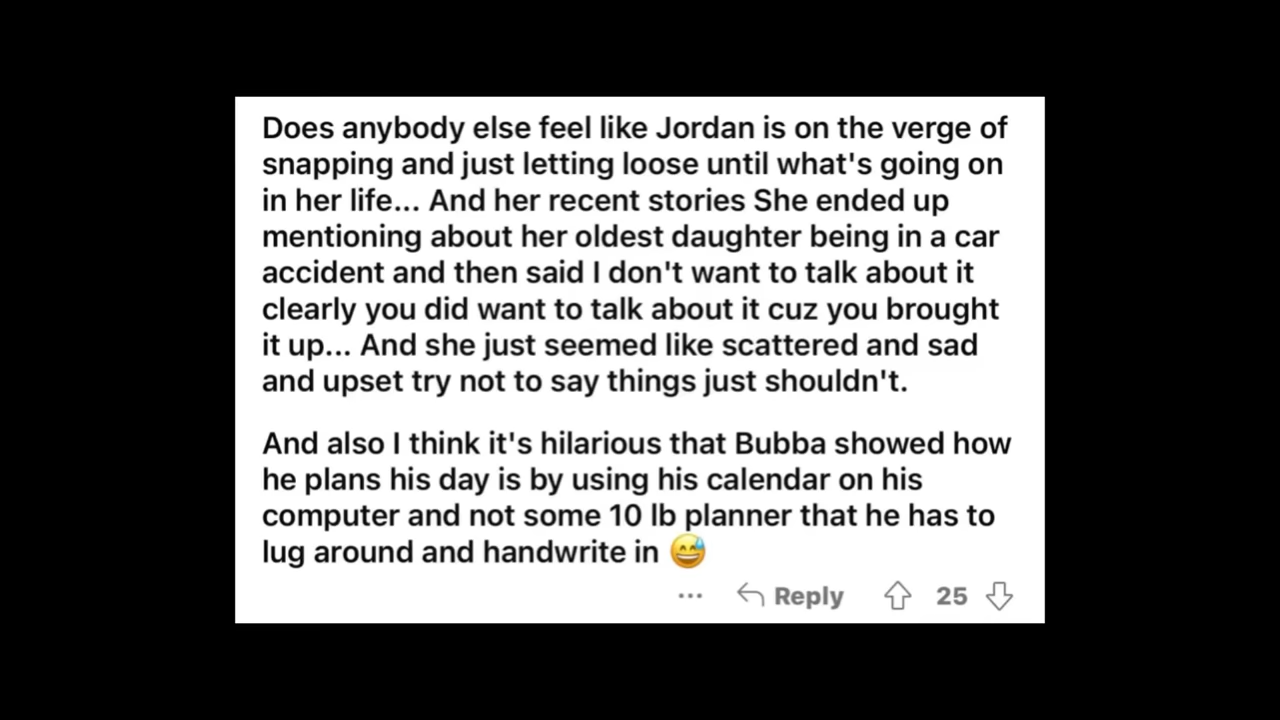 Does anybody else feel like Jordan is on the verge of
snapping and just letting loose until what's going on
in her life... And her recent stories She ended up
mentioning about her oldest daughter being in a car
accident and then said I don't want to talk about it
clearly you did want to talk about it cuz you brought
it up... And she just seemed like scattered and sad
and upset try not to say things just shouldn't.
And also I think it's hilarious that Bubba showed how
he plans his day is by using his calendar on his
computer and not some 10 lb planner that he has to
lug around and handwrite in 😅
... Reply 25